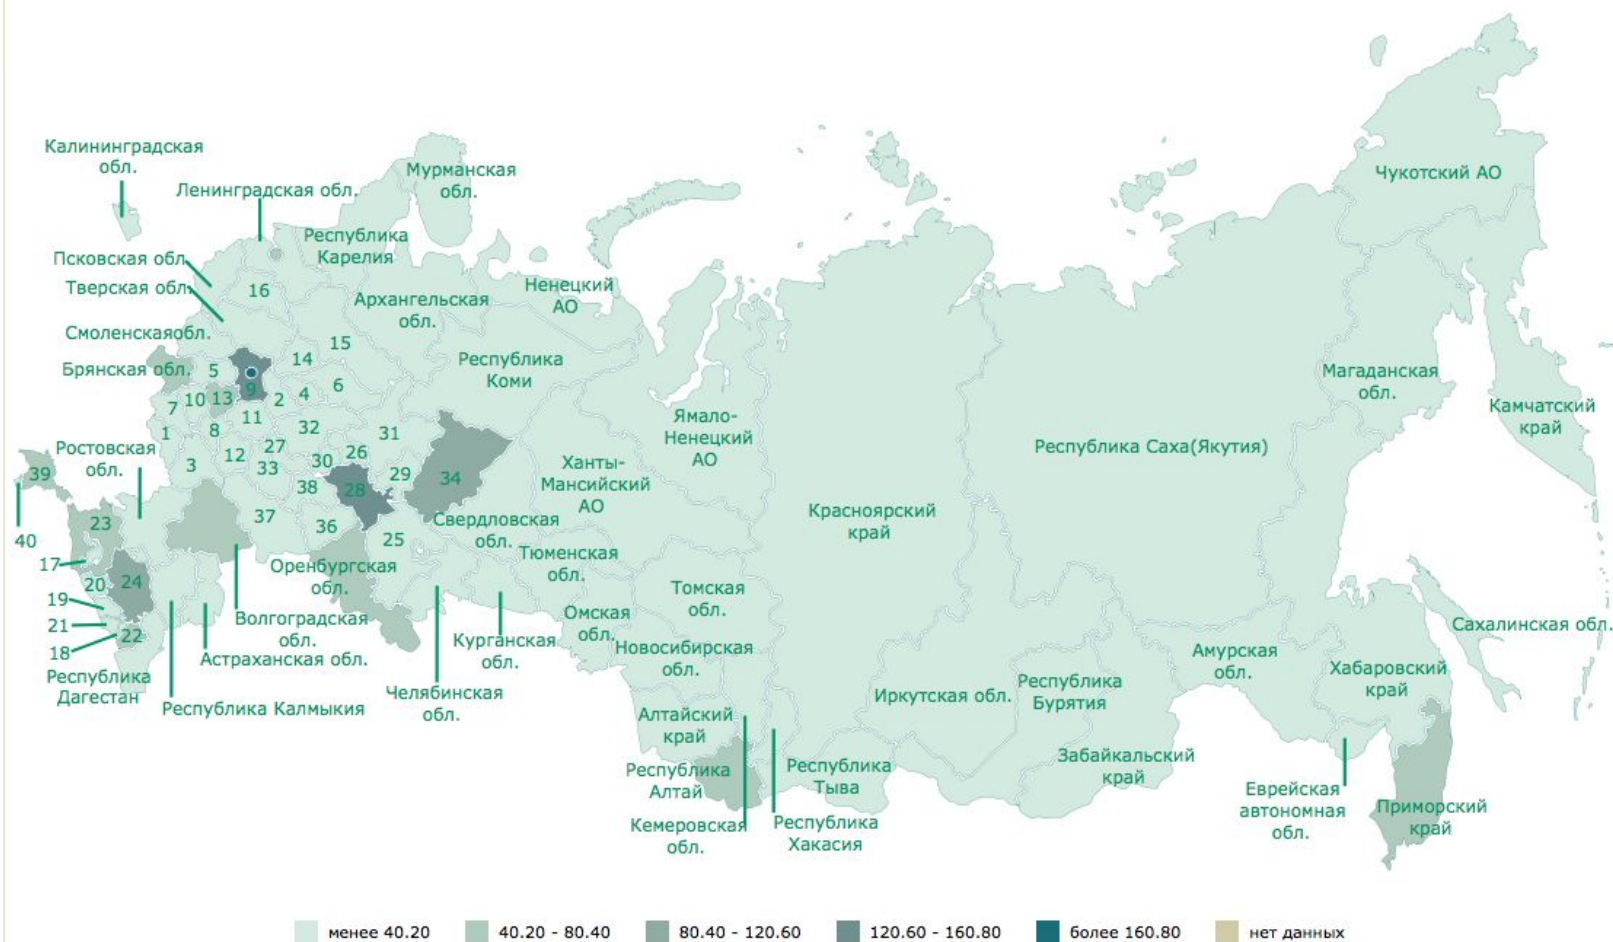 Калининградская
обл.
Ленинградская обл.
Мурманская
обл.
Чукотский АО
Псковская обл.
Республика
Карелия
Тверская обл.
16
Ненецкий
АО
Архангельская
обл.
Смоленскаяобл.
15
14
Республика
Коми
Брянская обл.
5
Магаданская
обл.
9
2
4
6
7
10
13
11
Камчатский
край
Ямало-
Ненецкий
АО
1
8
32
31
Республика Саха(Якутия)
Ростовская
обл.
3
12
27
33
30
26
29
34
39
38
28
Ханты-
Мансийский
АО
Красноярский
край
23
37
36
Свердловская
обл.
40
25
17
Оренбургская
обл.
Тюменская
обл.
20
24
Томская
обл.
19
21
18
22
Волгоградская
обл.
Омская
обл.
Сахалинская обл.
Курганская
обл.
Новосибирская
обл.
Амурская
обл.
Хабаровский
край
Астраханская обл.
Республика
Дагестан
Республика Калмыкия
Челябинская
обл.
Иркутская обл.
Республика
Бурятия
Алтайский
край
Забайкальский
край
Республика
Алтай
Республика
Тыва
Еврейская
автономная
обл.
Приморский
край
Кемеровская
обл.
Республика
Хакасия
менее 40.20
40.20 - 80.40
80.40 - 120.60
120.60 - 160.80
более 160.80
нет данных